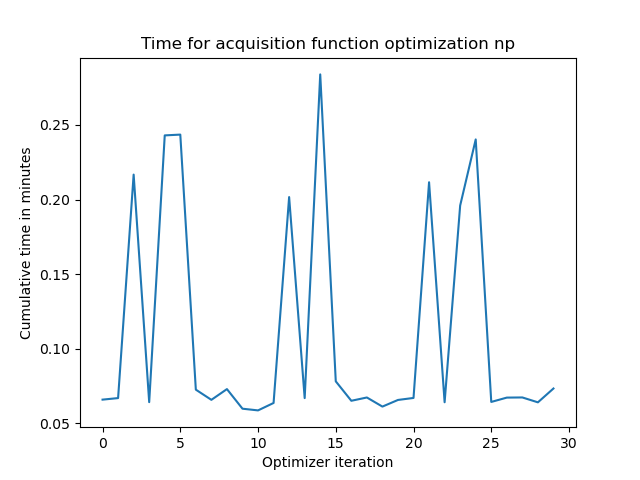 Time for acquisition function optimization np
Cumulative time in minutes
0.25
0.20
0.15
0.10
0.05
0 5 10 15 20 25 30
Optimizer iteration